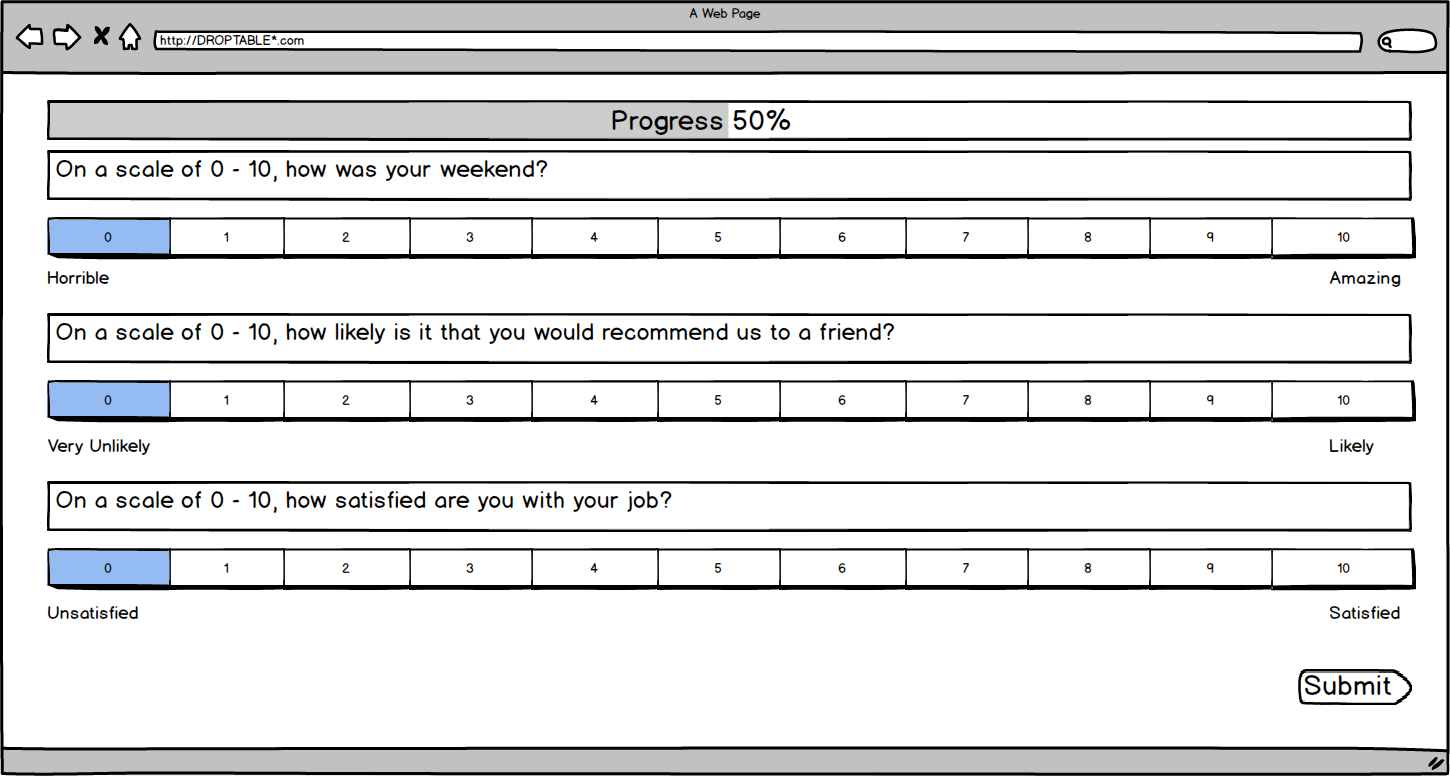 A Web Page
http://DROPTABLE*.com
Progress 50%
On a scale of 0 - 10, how was your weekend?
0 1 2 3 4 5 6 7 8 9 10
Horrible Amazing
On a scale of 0 - 10, how likely is it that you would recommend us to a friend?
0 1 2 3 4 5 6 7 8 9 10
Very Unlikely Likely
On a scale of 0 - 10, how satisfied are you with your job?
0 1 2 3 4 5 6 7 8 9 10
Unsatisfied Satisfied
Submit